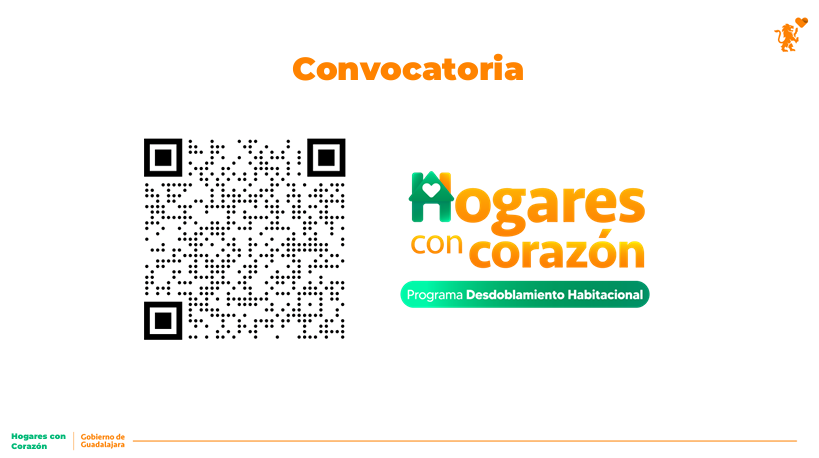 Convocatoria
Hogares
con corazón
Programa Desdoblamiento Habitacional
Hogares con
Corazón
Gobierno de
Guadalajara